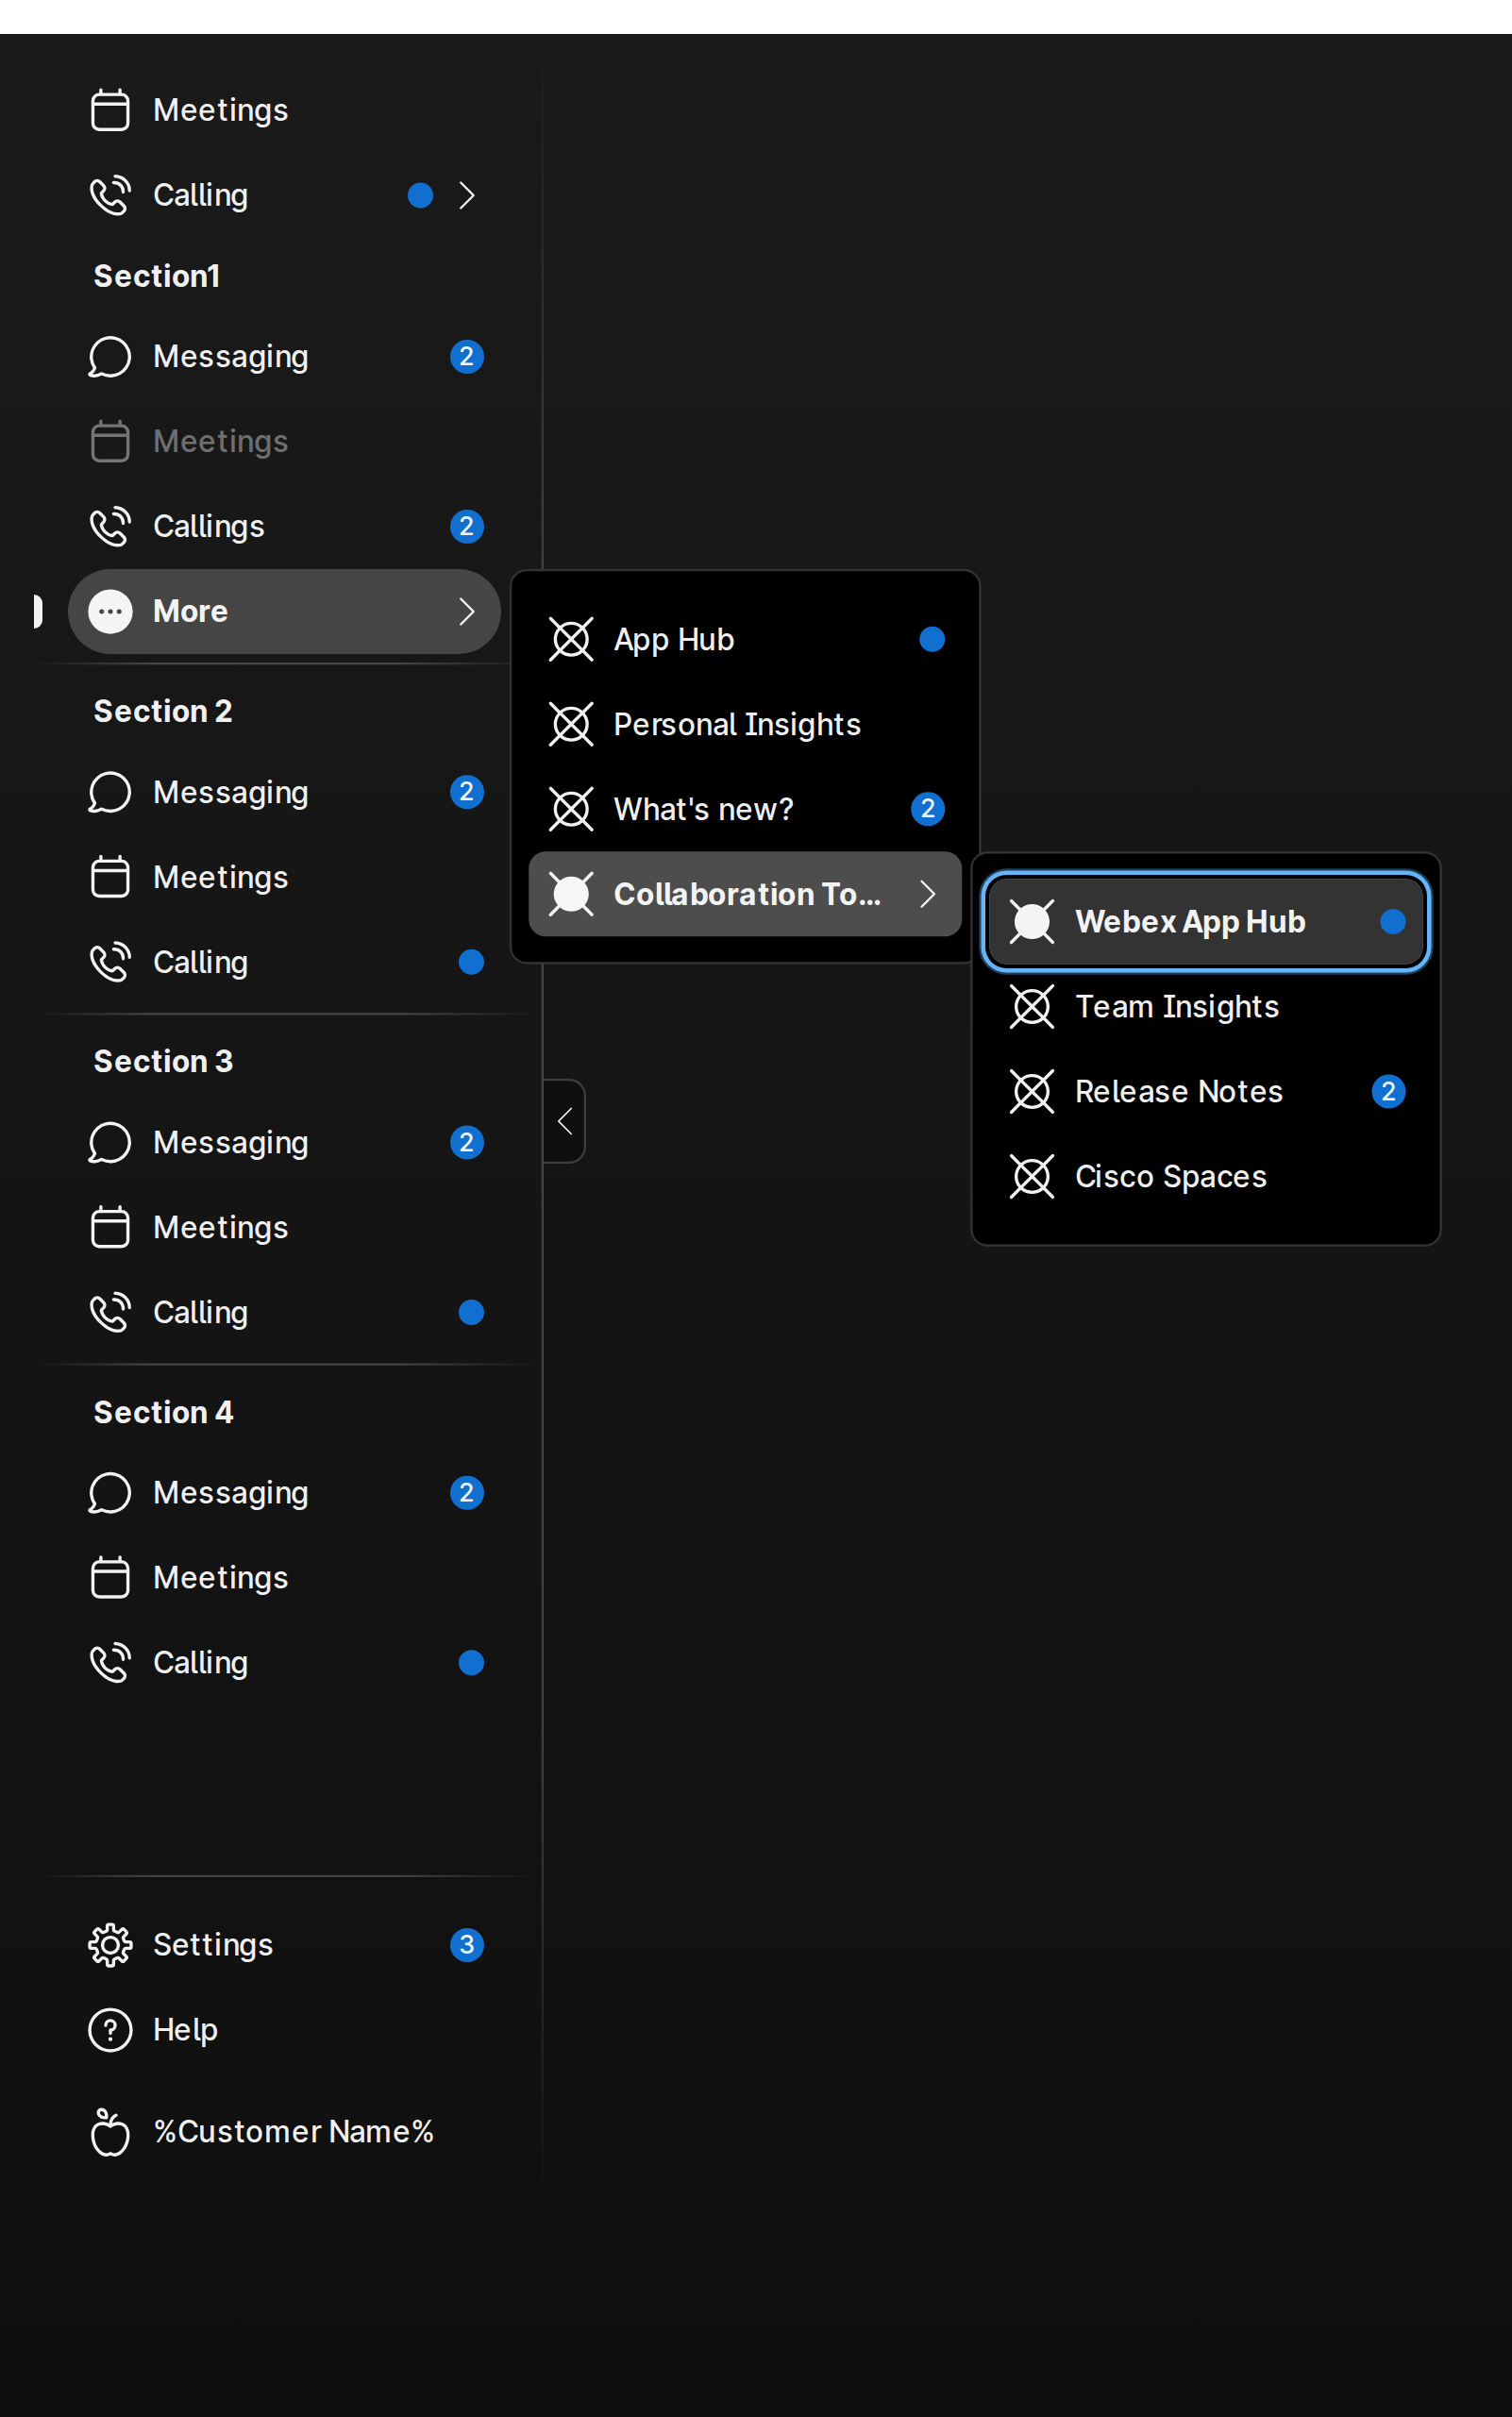 Meetings
Calling
Section1
Messaging 2
Meetings
Callings 2
More
Section 2
Messaging 2
Meetings
Calling
Section 3
Messaging 2
Meetings
Calling
Section 4
Messaging 2
Meetings
Calling
Settings 3
Help
%Customer Name%
App Hub
Personal Insights
What's new? 2
Collaboration To...
Webex App Hub
Team Insights
Release Notes 2
Cisco Spaces